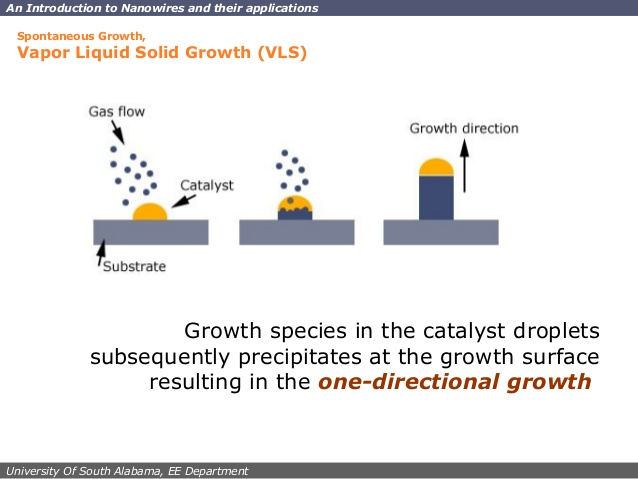 An Introduction to Nanowires and their applications
Spontaneous Growth,
Vapor Liquid Solid Growth (VLS)
Gas flow
Growth direction
Catalyst
Substrate
Growth species in the catalyst droplets
subsequently precipitates at the growth surface
resulting in the one-directional growth
University Of South Alabama, EE Department